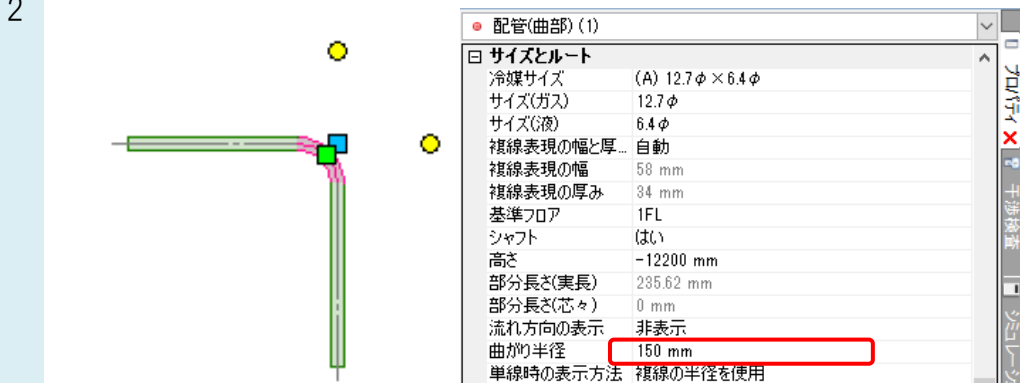 2
配管(曲部) (1)
サイズとルート
冷媒サイズ (A) 12.7φ×6.4φ
サイズ(ガス) 12.7φ
サイズ(液) 6.4φ
複線表現の幅と厚... 自動
複線表現の幅 58 mm
複線表現の厚み 34 mm
基準フロア 1FL
シャフト はい
高さ -12200 mm
部分長さ(実長) 235.62 mm
部分長さ(芯々) 0 mm
流れ方向の表示 非表示
曲がり半径 150 mm
単線時の表示方法 複線の半径を使用
プロパティ
干渉検査
シミュレーシ